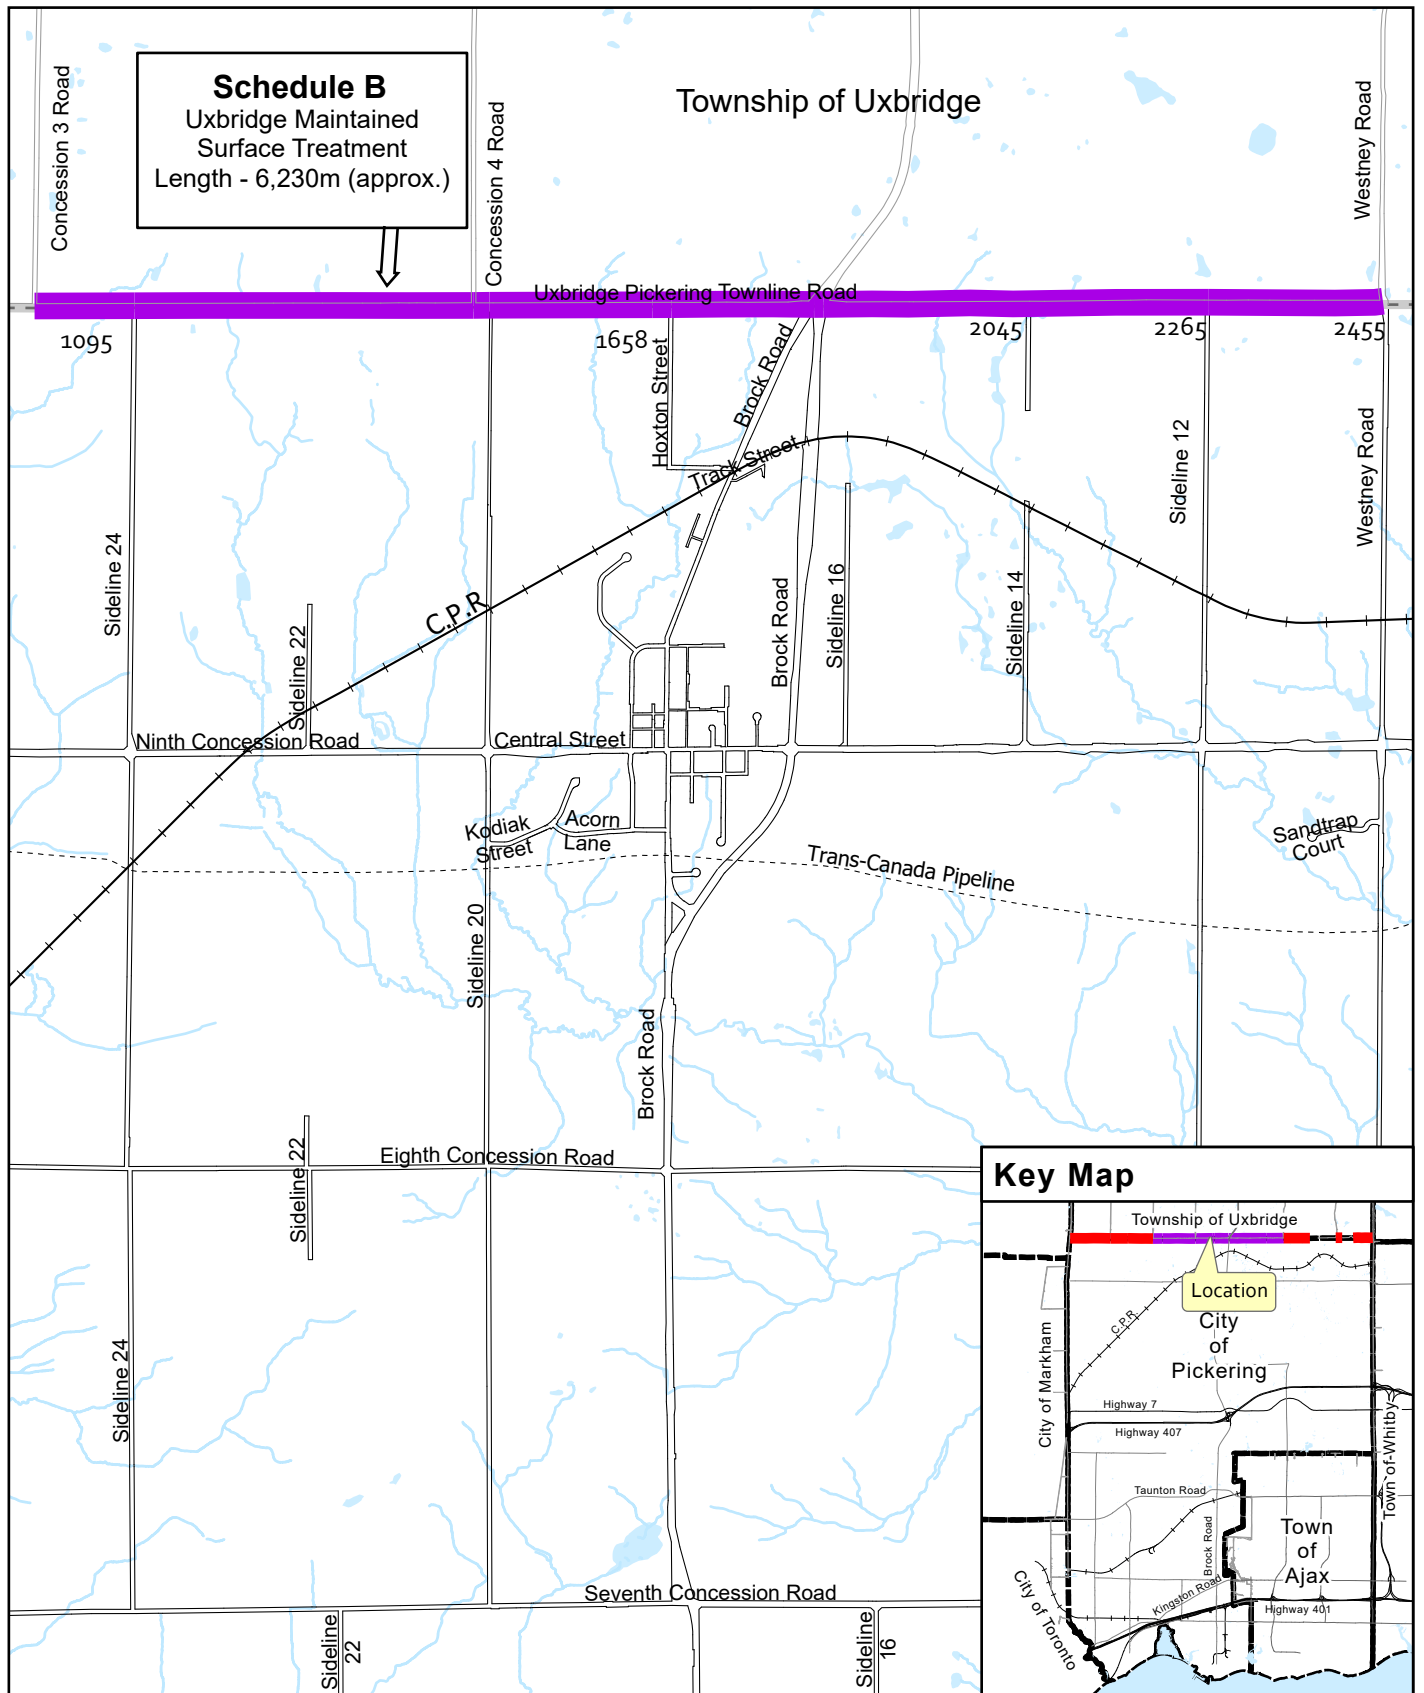 Schedule B
Uxbridge Maintained
Surface Treatment
Length - 6,230m (approx.)
Township of Uxbridge
Concession 3 Road
Concession 4 Road
Westney Road
Uxbridge Pickering Townline Road
1095
1658
2045
2265
2455
Hoxton Street
Brock Road
Track Street
Sideline 12
Westney Road
Sideline 24
C.P.R
Sideline 22
Brock Road
Sideline 16
Sideline 14
Ninth Concession Road
Central Street
Kodiak
Street
Acorn
Lane
Sandtrap
Court
Trans-Canada Pipeline
Sideline 20
Brock Road
Eighth Concession Road
Sideline 22
Sideline 24
Seventh Concession Road
Sideline
22
Sideline
16
Key Map
Township of Uxbridge
Location
C.P.R.
City
of
Pickering
City of Markham
Highway 7
Highway 407
Town of Whitby
Taunton Road
Brock Road
Town
of
Ajax
Kingston Road
Highway 401
City of Toronto